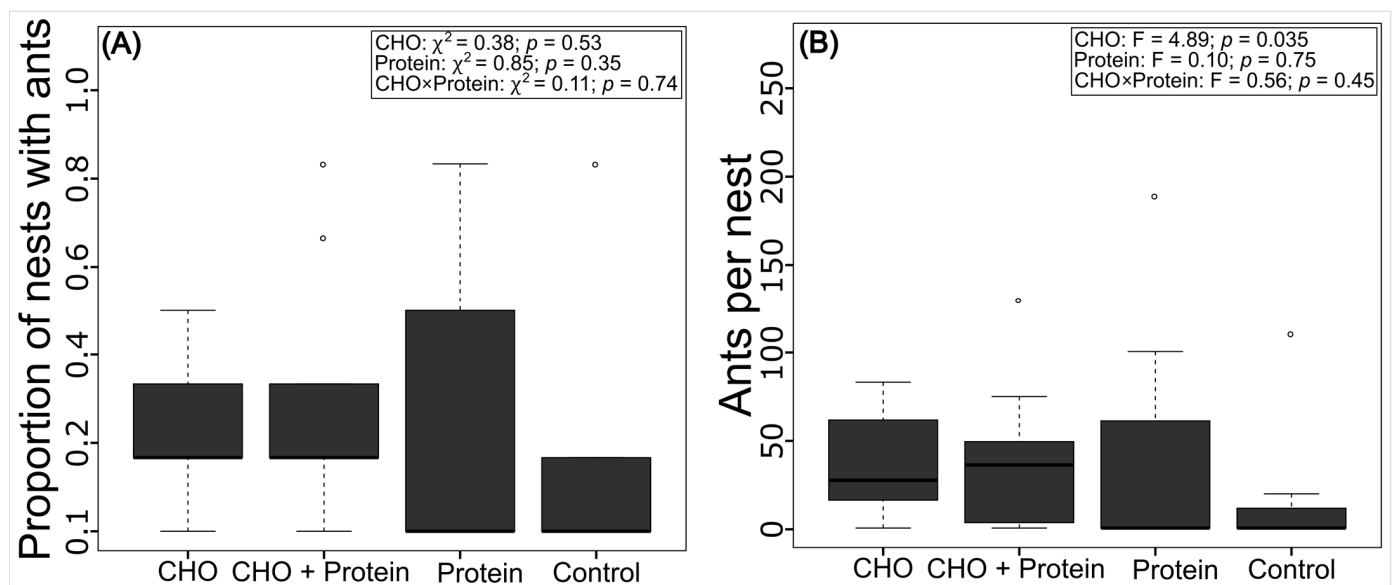 (A)
CHO: χ² = 0.38; p = 0.53
Protein: χ² = 0.85; p = 0.35
CHO×Protein: χ² = 0.11; p = 0.74
Proportion of nests with ants
1.0
0.8
0.6
0.4
0.2
0.1
CHO CHO + Protein Protein Control
(B)
CHO: F = 4.89; p = 0.035
Protein: F = 0.10; p = 0.75
CHO×Protein: F = 0.56; p = 0.45
Ants per nest
250
200
150
100
50
0
CHO CHO + Protein Protein Control